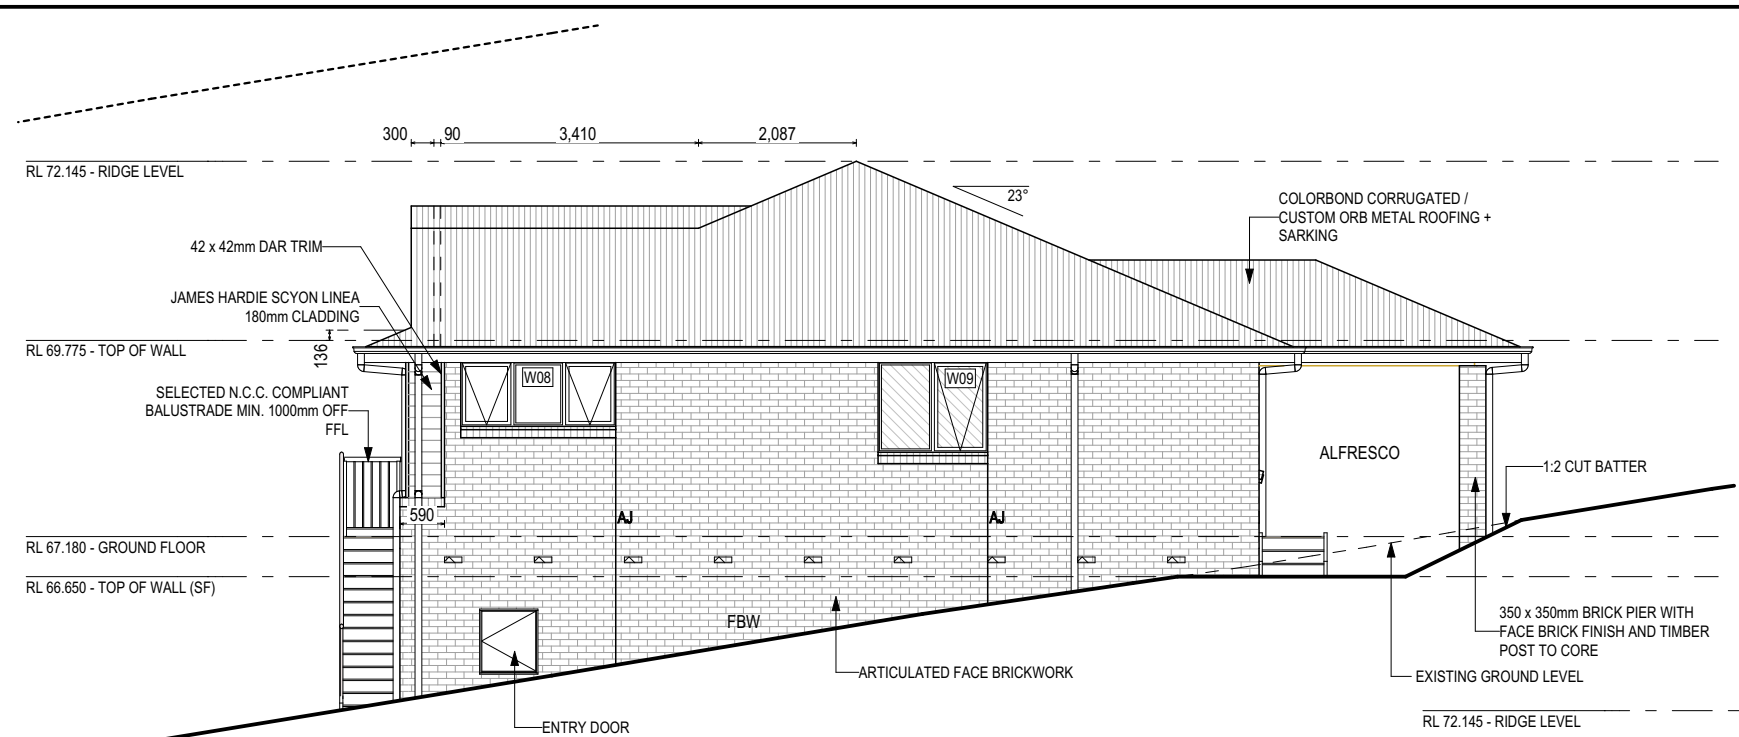 300 90 3,410 2,087
RL 72.145 - RIDGE LEVEL
23°
COLORBOND CORRUGATED /
CUSTOM ORB METAL ROOFING +
SARKING
42 x 42mm DAR TRIM
JAMES HARDIE SCYON LINEA
180mm CLADDING
RL 69.775 - TOP OF WALL
136
W08
W09
SELECTED N.C.C. COMPLIANT
BALUSTRADE MIN. 1000mm OFF
FFL
ALFRESCO
1:2 CUT BATTER
590
AJ
AJ
RL 67.180 - GROUND FLOOR
RL 66.650 - TOP OF WALL (SF)
FBW
350 x 350mm BRICK PIER WITH
FACE BRICK FINISH AND TIMBER
POST TO CORE
ARTICULATED FACE BRICKWORK
EXISTING GROUND LEVEL
ENTRY DOOR
RL 72.145 - RIDGE LEVEL